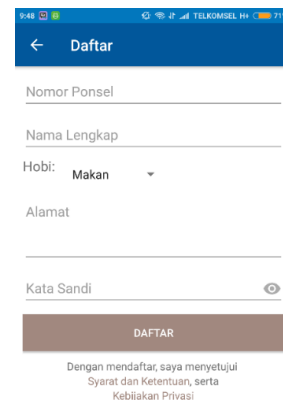 9:48 TELKOMSEL H+ 71
Daftar
Nomor Ponsel
Nama Lengkap
Hobi: Makan
Alamat
Kata Sandi
DAFTAR
Dengan mendaftar, saya menyetujui
Syarat dan Ketentuan, serta
Kebijakan Privasi